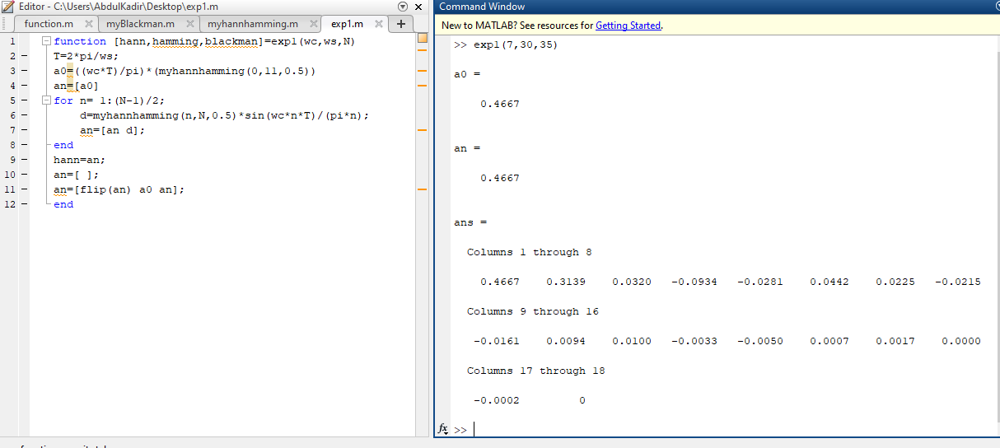 Editor - C:\Users\AbdulKadir\Desktop\exp1.m
function.m myBlackman.m myhannhamming.m exp1.m
1 function [hann,hamming,blackman]=exp1(wc,ws,N)
2 T=2*pi/ws;
3 a0=((wc*T)/pi)*(myhannhamming(0,11,0.5))
4 an=[a0]
5 for n= 1:(N-1)/2;
6 d=myhannhamming(n,N,0.5)*sin(wc*n*T)/(pi*n);
7 an=[an d];
8 end
9 hann=an;
10 an=[ ];
11 an=[flip(an) a0 an];
12 end
Command Window
New to MATLAB? See resources for Getting Started.
>> exp1(7,30,35)
a0 =
0.4667
an =
0.4667
ans =
Columns 1 through 8
0.4667 0.3139 0.0320 -0.0934 -0.0281 0.0442 0.0225 -0.0215
Columns 9 through 16
-0.0161 0.0094 0.0100 -0.0033 -0.0050 0.0007 0.0017 0.0000
Columns 17 through 18
-0.0002 0
fx >>